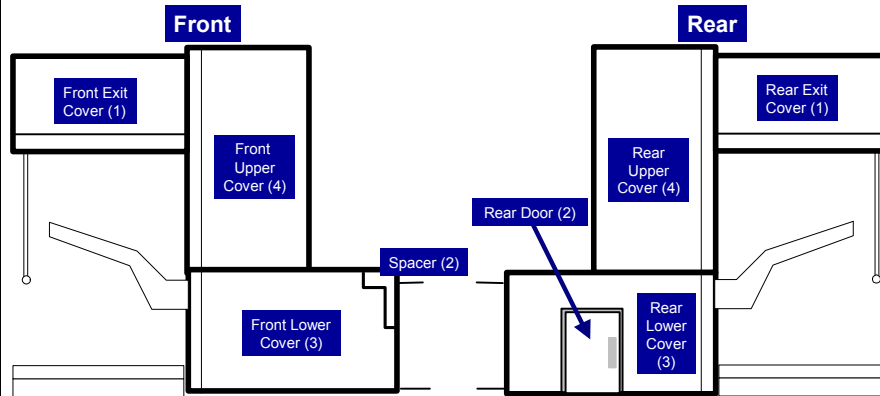 Front
Rear
Front Exit
Cover (1)
Rear Exit
Cover (1)
Front
Upper
Cover (4)
Rear
Upper
Cover (4)
Rear Door (2)
Spacer (2)
Front Lower
Cover (3)
Rear
Lower
Cover
(3)